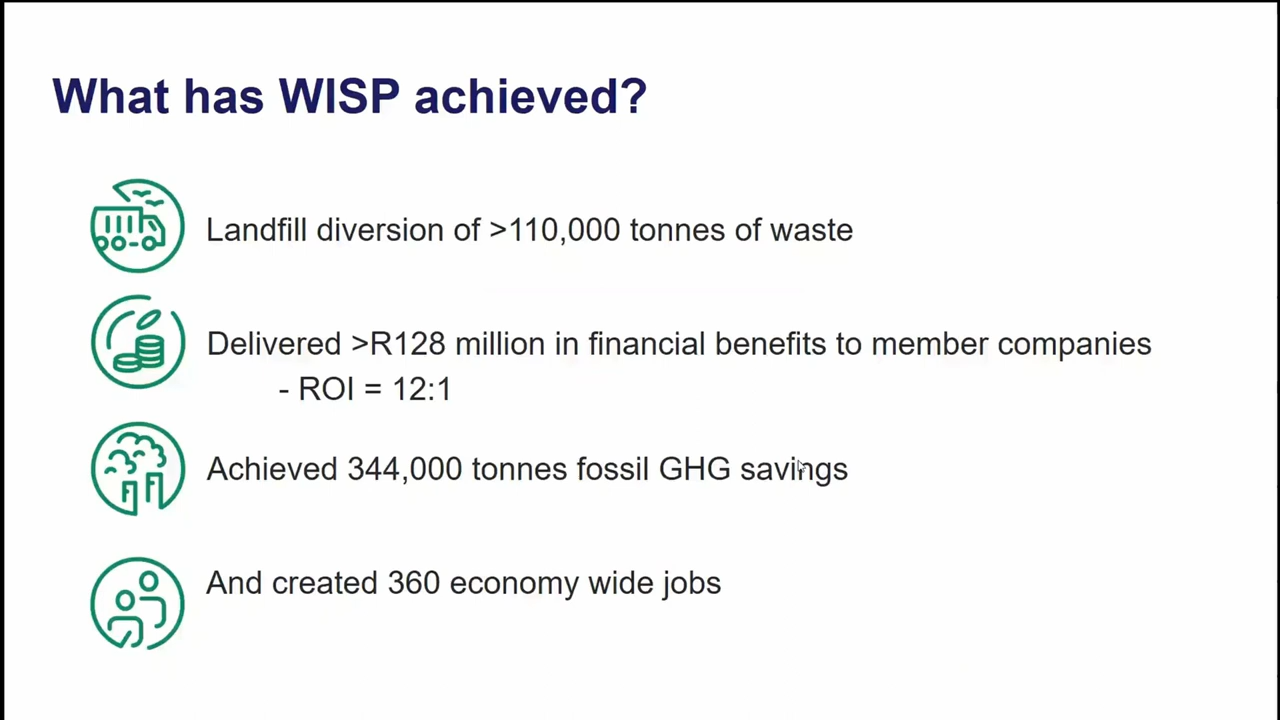 What has WISP achieved?
Landfill diversion of >110,000 tonnes of waste
Delivered >R128 million in financial benefits to member companies
- ROI = 12:1
Achieved 344,000 tonnes fossil GHG savings
And created 360 economy wide jobs